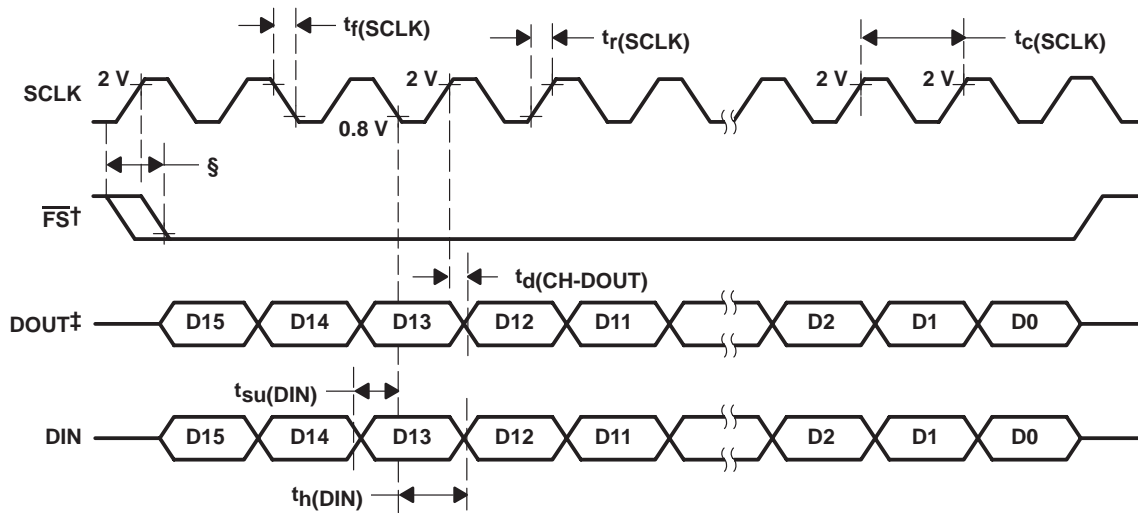 tf(SCLK)
tr(SCLK)
tc(SCLK)
SCLK
2 V
0.8 V
2 V
2 V
2 V
§
FS†
td(CH-DOUT)
DOUT‡
D15
D14
D13
D12
D11
D2
D1
D0
tsu(DIN)
DIN
D15
D14
D13
D12
D11
D2
D1
D0
th(DIN)